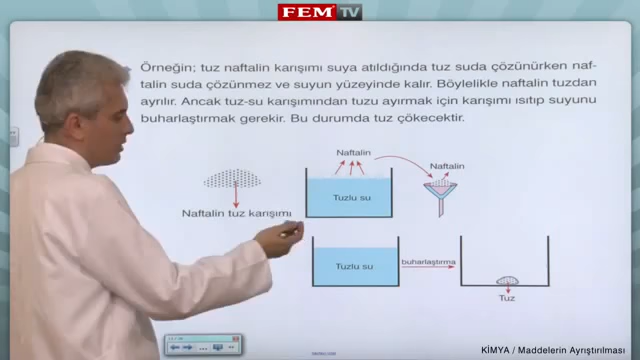 FEM TV
Örneğin; tuz naftalin karışımı suya atıldığında tuz suda çözünürken naf-
talin suda çözünmez ve suyun yüzeyinde kalır. Böylelikle naftalin tuzdan
ayrılır. Ancak tuz-su karışımından tuzu ayırmak için karışımı ısıtıp suyunu
buharlaştırmak gerekir. Bu durumda tuz çökecektir.
Naftalin
Naftalin
Tuzlu su
Naftalin tuz karışımı
Tuzlu su
buharlaştırma
Tuz
KİMYA / Maddelerin Ayrıştırılması